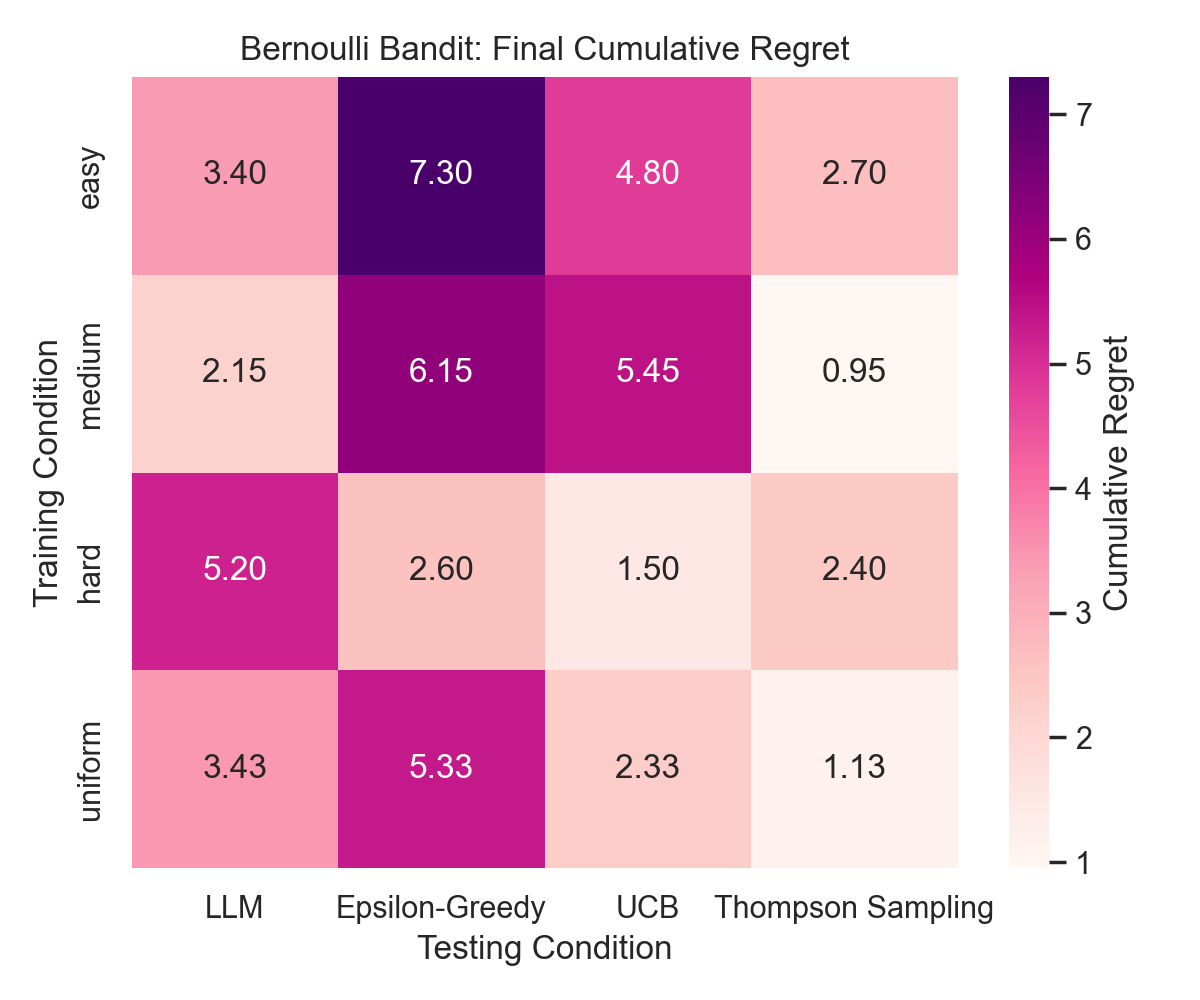 Bernoulli Bandit: Final Cumulative Regret
Training Condition
easy
3.40 7.30 4.80 2.70
medium
2.15 6.15 5.45 0.95
hard
5.20 2.60 1.50 2.40
uniform
3.43 5.33 2.33 1.13
LLM Epsilon-Greedy UCB Thompson Sampling
Testing Condition
7
6
5
4
3
2
1
Cumulative Regret